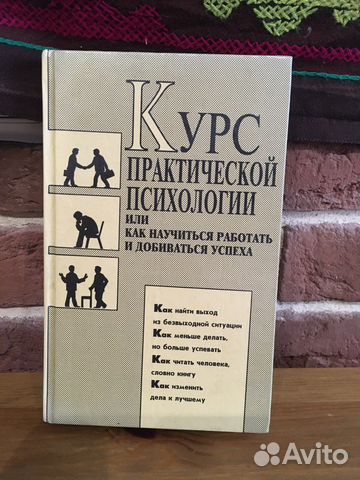 Курс
ПРАКТИЧЕСКОЙ
ПСИХОЛОГИИ
ИЛИ
КАК НАУЧИТЬСЯ РАБОТАТЬ
И ДОБИВАТЬСЯ УСПЕХА
Как найти выход
из безвыходной ситуации
Как меньше делать,
но больше успевать
Как читать человека,
словно книгу
Как изменить
дела к лучшему
Avito